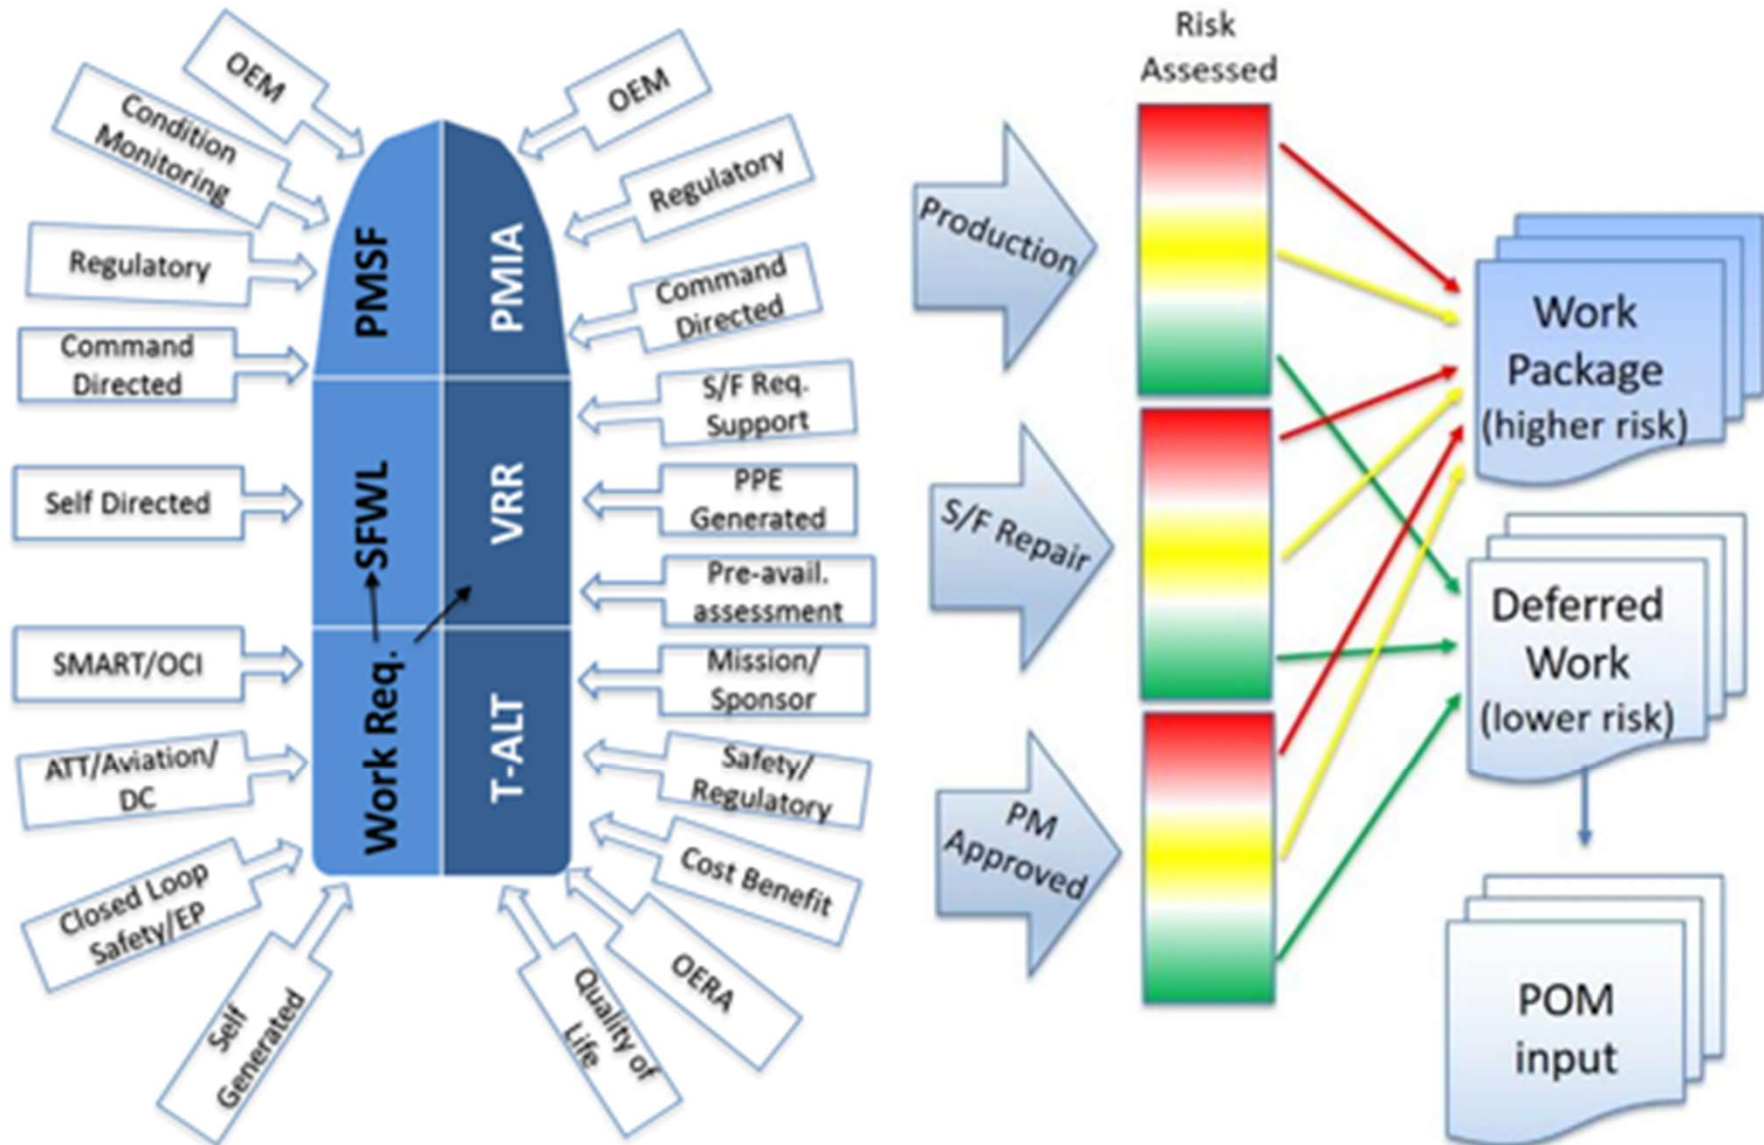 OEM
Condition
Monitoring
Regulatory
Command
Directed
Self Directed
SMART/OCI
ATT/Aviation/
DC
Closed Loop
Safety/EP
Self
Generated
PMSF
SFWL
Work Req.
PMIA
VRR
T-ALT
OEM
Regulatory
Command
Directed
S/F Req.
Support
PPE
Generated
Pre-avail.
assessment
Mission/
Sponsor
Safety/
Regulatory
Cost Benefit
OERA
Quality of
Life
Production
S/F Repair
PM
Approved
Risk
Assessed
Work
Package
(higher risk)
Deferred
Work
(lower risk)
POM
input